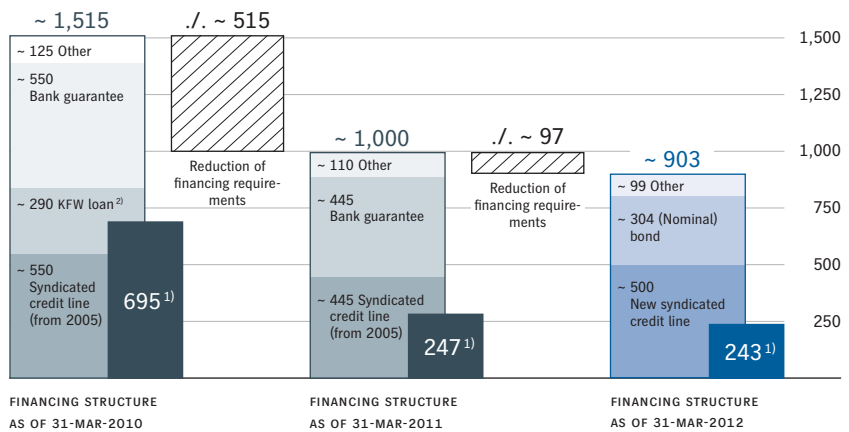 ~ 1,515
./. ~ 515
~ 125 Other
~ 550
Bank guarantee
~ 290 KFW loan 2)
~ 550
Syndicated
credit line
(from 2005)
695 1)
Reduction of
financing require-
ments
~ 1,000
./. ~ 97
~ 110 Other
~ 445
Bank guarantee
~ 445 Syndicated
credit line
(from 2005)
247 1)
Reduction of
financing require-
ments
~ 903
~ 99 Other
~ 304 (Nominal)
bond
~ 500
New syndicated
credit line
243 1)
1,500
1,250
1,000
750
500
250
FINANCING STRUCTURE
AS OF 31-MAR-2010
FINANCING STRUCTURE
AS OF 31-MAR-2011
FINANCING STRUCTURE
AS OF 31-MAR-2012